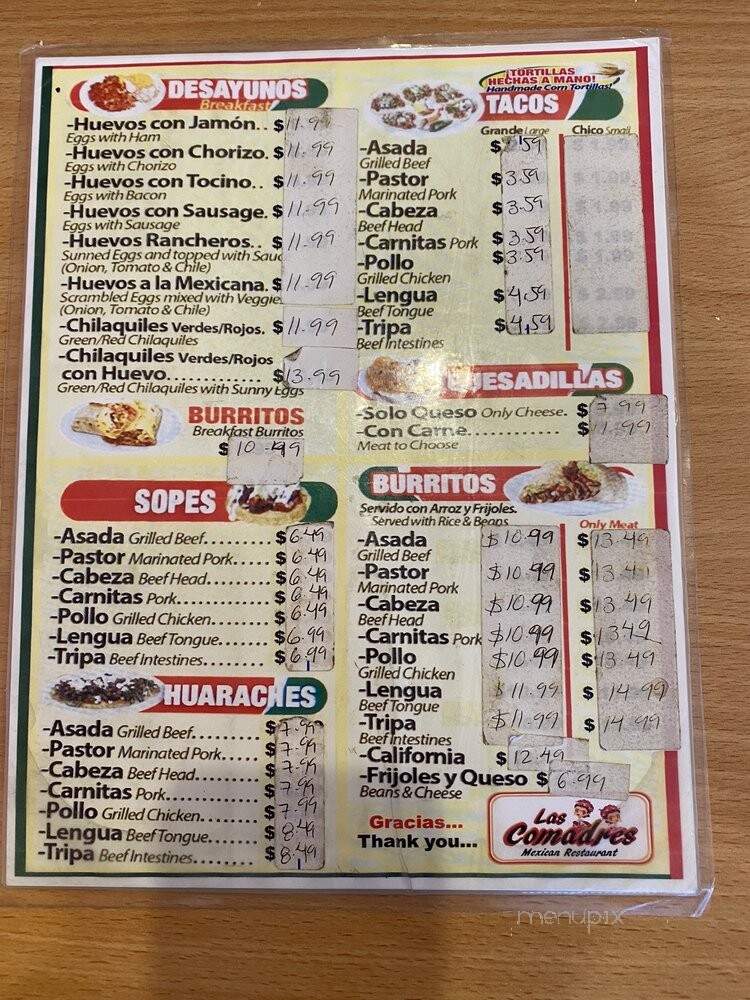 DESAYUNOS
Breakfast
-Huevos con Jamón.. $11.9
Eggs with Ham
-Huevos con Chorizo. $11.99
Eggs with Chorizo
-Huevos con Tocino.. $11.99
Eggs with Bacon
-Huevos con Sausage. $11.99
Eggs with Sausage
-Huevos Rancheros.. $11.99
Sunned Eggs and topped with
(Onion, Tomato & Chile)
-Huevos a la Mexicana. $11.99
Scrambled Eggs mixed with
(Onion, Tomato & Chile)
-Chilaquiles Verdes/Rojos. $11.99
Green/Red Chilaquiles
-Chilaquiles Verdes/Rojos
con Huevo............ $13.99
Green/Red Chilaquiles with Sunny Eggs
BURRITOS
Breakfast Burritos
$10.49
SOPES
-Asada Grilled Beef........ $6.49
-Pastor Marinated Pork.... $6.49
-Cabeza Beef Head........ $6.49
-Carnitas Pork............. $6.49
-Pollo Grilled Chicken....... $6.49
-Lengua Beef Tongue...... $6.99
-Tripa Beef Intestines....... $6.99
HUARACHES
-Asada Grilled Beef......... $7.99
-Pastor Marinated Pork.... $7.99
-Cabeza Beef Head......... $7.99
-Carnitas Pork.............. $7.99
-Pollo Grilled Chicken....... $7.99
-Lengua Beef Tongue...... $8.49
-Tripa Beef Intestines....... $8.49
¡TORTILLAS
HECHAS A MANO!
Handmade Corn Tortillas!
TACOS
Grande Large Chico Small
-Asada $ .59
Grilled Beef
-Pastor $3.59
Marinated Pork
-Cabeza $3.59
Beef Head
-Carnitas Pork $3.59
-Pollo $3.59
Grilled Chicken
-Lengua $4.59
Beef Tongue
-Tripa $4.59
Beef Intestines
QUESADILLAS
-Solo Queso Only Cheese. $7.99
-Con Carne............ $11.99
Meat to Choose
BURRITOS
Servido con Arroz y Frijoles.
Served with Rice & Beans
Only Meat
-Asada $10.99 $13.49
Grilled Beef
-Pastor $10.99 $13.4
Marinated Pork
-Cabeza $10.99 $13.49
Beef Head
-Carnitas Pork $10.99 $13.49
-Pollo $10.99 $13.49
Grilled Chicken
-Lengua $11.99 $14.99
Beef Tongue
-Tripa $11.99 $14.99
Beef Intestines
-California $12.49
-Frijoles y Queso $6.99
Beans & Cheese
Gracias...
Thank you...
Las
Comadres
Mexican Restaurant
menupix